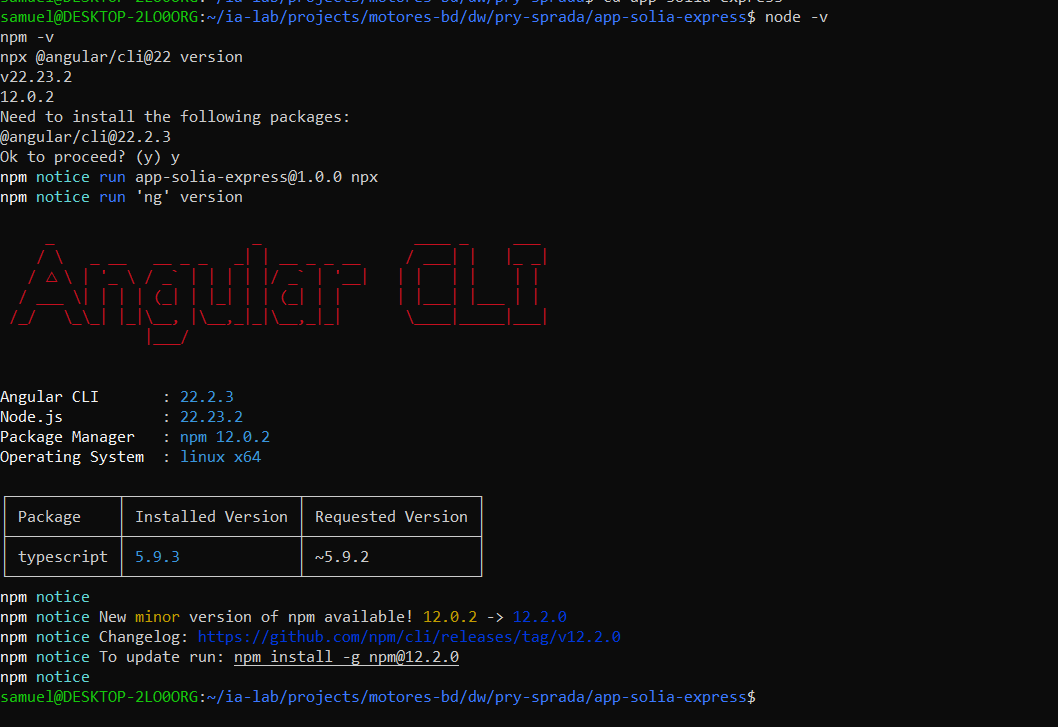 samuel@DESKTOP-2LO0ORG:~/ia-lab/projects/motores-bd/dw/pry-sprada/app-solia-express$ node -v
npm -v
npx @angular/cli@22 version
v22.23.2
12.0.2
Need to install the following packages:
@angular/cli@22.2.3
Ok to proceed? (y) y
npm notice run app-solia-express@1.0.0 npx
npm notice run 'ng' version
Angular CLI
Angular CLI : 22.2.3
Node.js : 22.23.2
Package Manager : npm 12.0.2
Operating System : linux x64
Package Installed Version Requested Version
typescript 5.9.3 ~5.9.2
npm notice
npm notice New minor version of npm available! 12.0.2 -> 12.2.0
npm notice Changelog: https://github.com/npm/cli/releases/tag/v12.2.0
npm notice To update run: npm install -g npm@12.2.0
npm notice
samuel@DESKTOP-2LO0ORG:~/ia-lab/projects/motores-bd/dw/pry-sprada/app-solia-express$